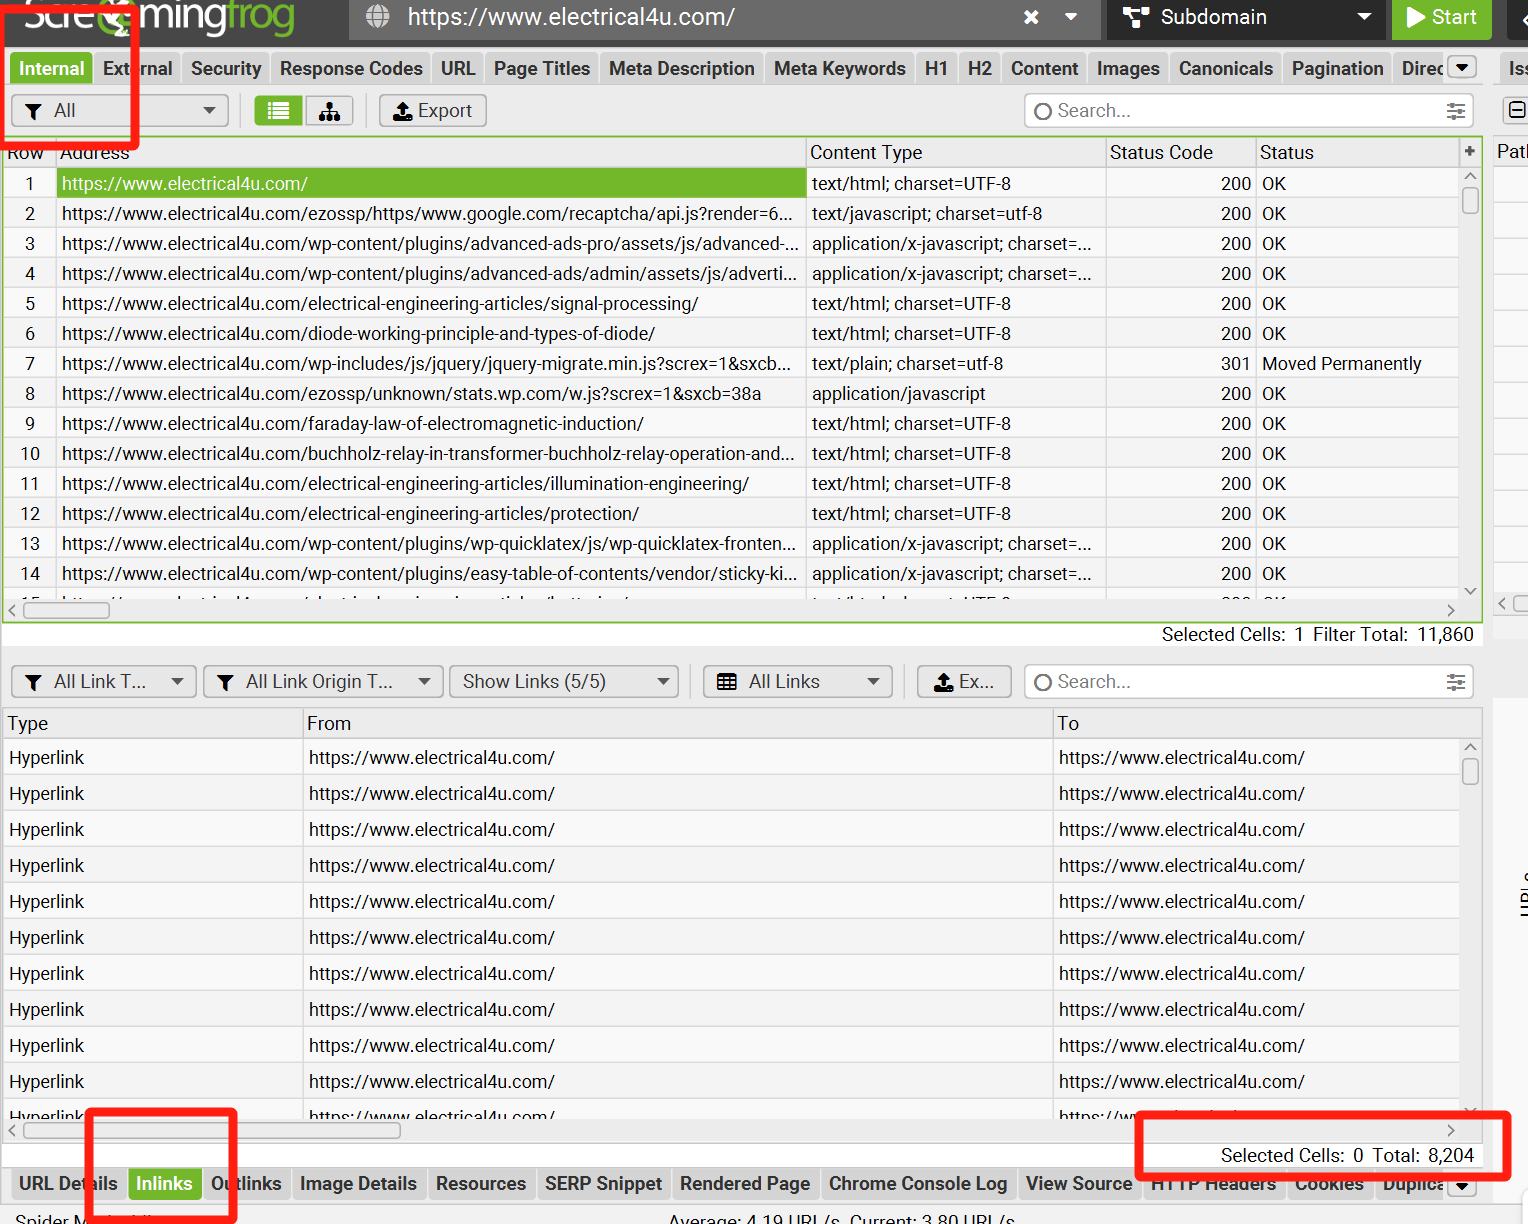 Screamingfrog
https://www.electrical4u.com/
Subdomain
Start
Internal External Security Response Codes URL Page Titles Meta Description Meta Keywords H1 H2 Content Images Canonicals Pagination Direc Iss
All Export Search...
Row Address Content Type Status Code Status + Path
1 https://www.electrical4u.com/ text/html; charset=UTF-8 200 OK
2 https://www.electrical4u.com/ezossp/https/www.google.com/recaptcha/api.js?render=6... text/javascript; charset=utf-8 200 OK
3 https://www.electrical4u.com/wp-content/plugins/advanced-ads-pro/assets/js/advanced-... application/x-javascript; charset=... 200 OK
4 https://www.electrical4u.com/wp-content/plugins/advanced-ads/admin/assets/js/adverti... application/x-javascript; charset=... 200 OK
5 https://www.electrical4u.com/electrical-engineering-articles/signal-processing/ text/html; charset=UTF-8 200 OK
6 https://www.electrical4u.com/diode-working-principle-and-types-of-diode/ text/html; charset=UTF-8 200 OK
7 https://www.electrical4u.com/wp-includes/js/jquery/jquery-migrate.min.js?screx=1&sxcb... text/plain; charset=utf-8 301 Moved Permanently
8 https://www.electrical4u.com/ezossp/unknown/stats.wp.com/w.js?screx=1&sxcb=38a application/javascript 200 OK
9 https://www.electrical4u.com/faraday-law-of-electromagnetic-induction/ text/html; charset=UTF-8 200 OK
10 https://www.electrical4u.com/buchholz-relay-in-transformer-buchholz-relay-operation-and... text/html; charset=UTF-8 200 OK
11 https://www.electrical4u.com/electrical-engineering-articles/illumination-engineering/ text/html; charset=UTF-8 200 OK
12 https://www.electrical4u.com/electrical-engineering-articles/protection/ text/html; charset=UTF-8 200 OK
13 https://www.electrical4u.com/wp-content/plugins/wp-quicklatex/js/wp-quicklatex-fronten... application/x-javascript; charset=... 200 OK
14 https://www.electrical4u.com/wp-content/plugins/easy-table-of-contents/vendor/sticky-ki... application/x-javascript; charset=... 200 OK
Selected Cells: 1 Filter Total: 11,860
All Link T... All Link Origin T... Show Links (5/5) All Links Ex... Search...
Type From To
Hyperlink https://www.electrical4u.com/ https://www.electrical4u.com/
Hyperlink https://www.electrical4u.com/ https://www.electrical4u.com/
Hyperlink https://www.electrical4u.com/ https://www.electrical4u.com/
Hyperlink https://www.electrical4u.com/ https://www.electrical4u.com/
Hyperlink https://www.electrical4u.com/ https://www.electrical4u.com/
Hyperlink https://www.electrical4u.com/ https://www.electrical4u.com/
Hyperlink https://www.electrical4u.com/ https://www.electrical4u.com/
Hyperlink https://www.electrical4u.com/ https://www.electrical4u.com/
Hyperlink https://www.electrical4u.com/ https://www.electrical4u.com/
Hyperlink https://www.electrical4u.com/ https://www.electrical4u.com/
Hyperlink https://www.electrical4u.com/
Selected Cells: 0 Total: 8,204
URL Details Inlinks Outlinks Image Details Resources SERP Snippet Rendered Page Chrome Console Log View Source HTTP Headers Cookies Duplica
Average: 4.19 URL/s. Current: 3.80 URL/s.